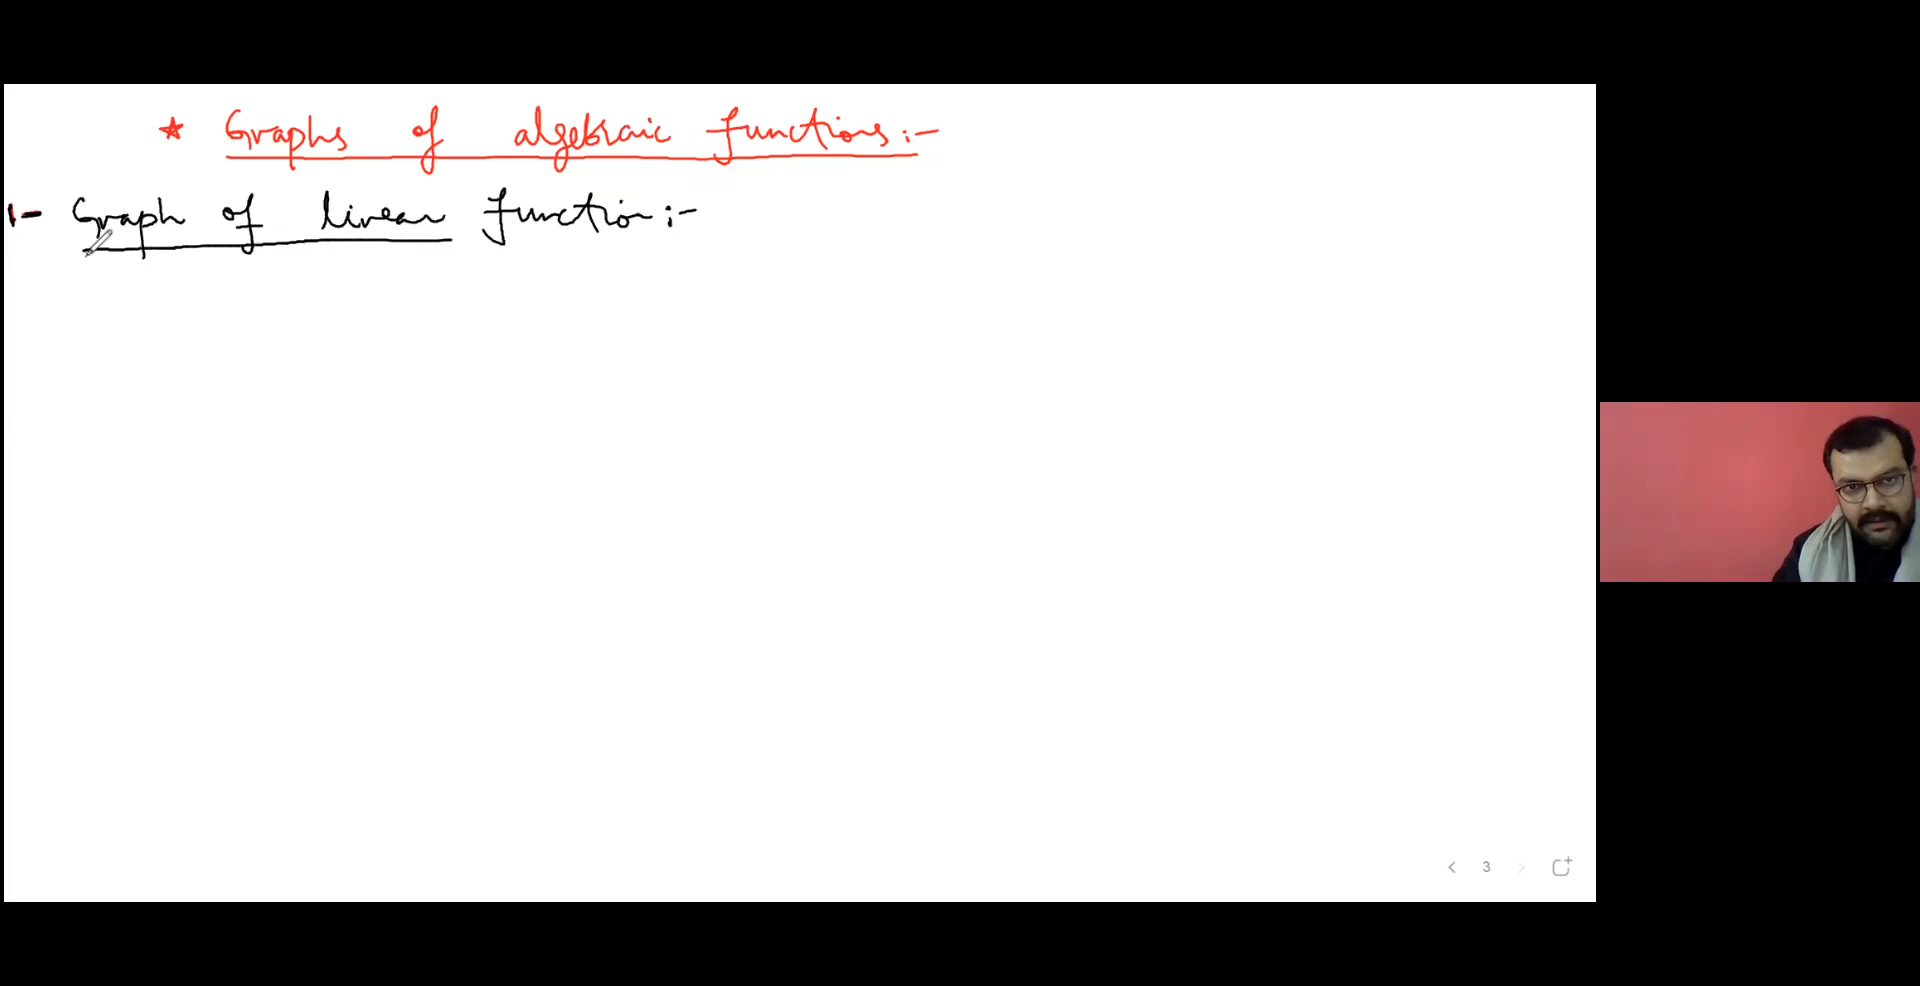 ★ Graphs of algebraic functions:-
1- Graph of linear function:-
3